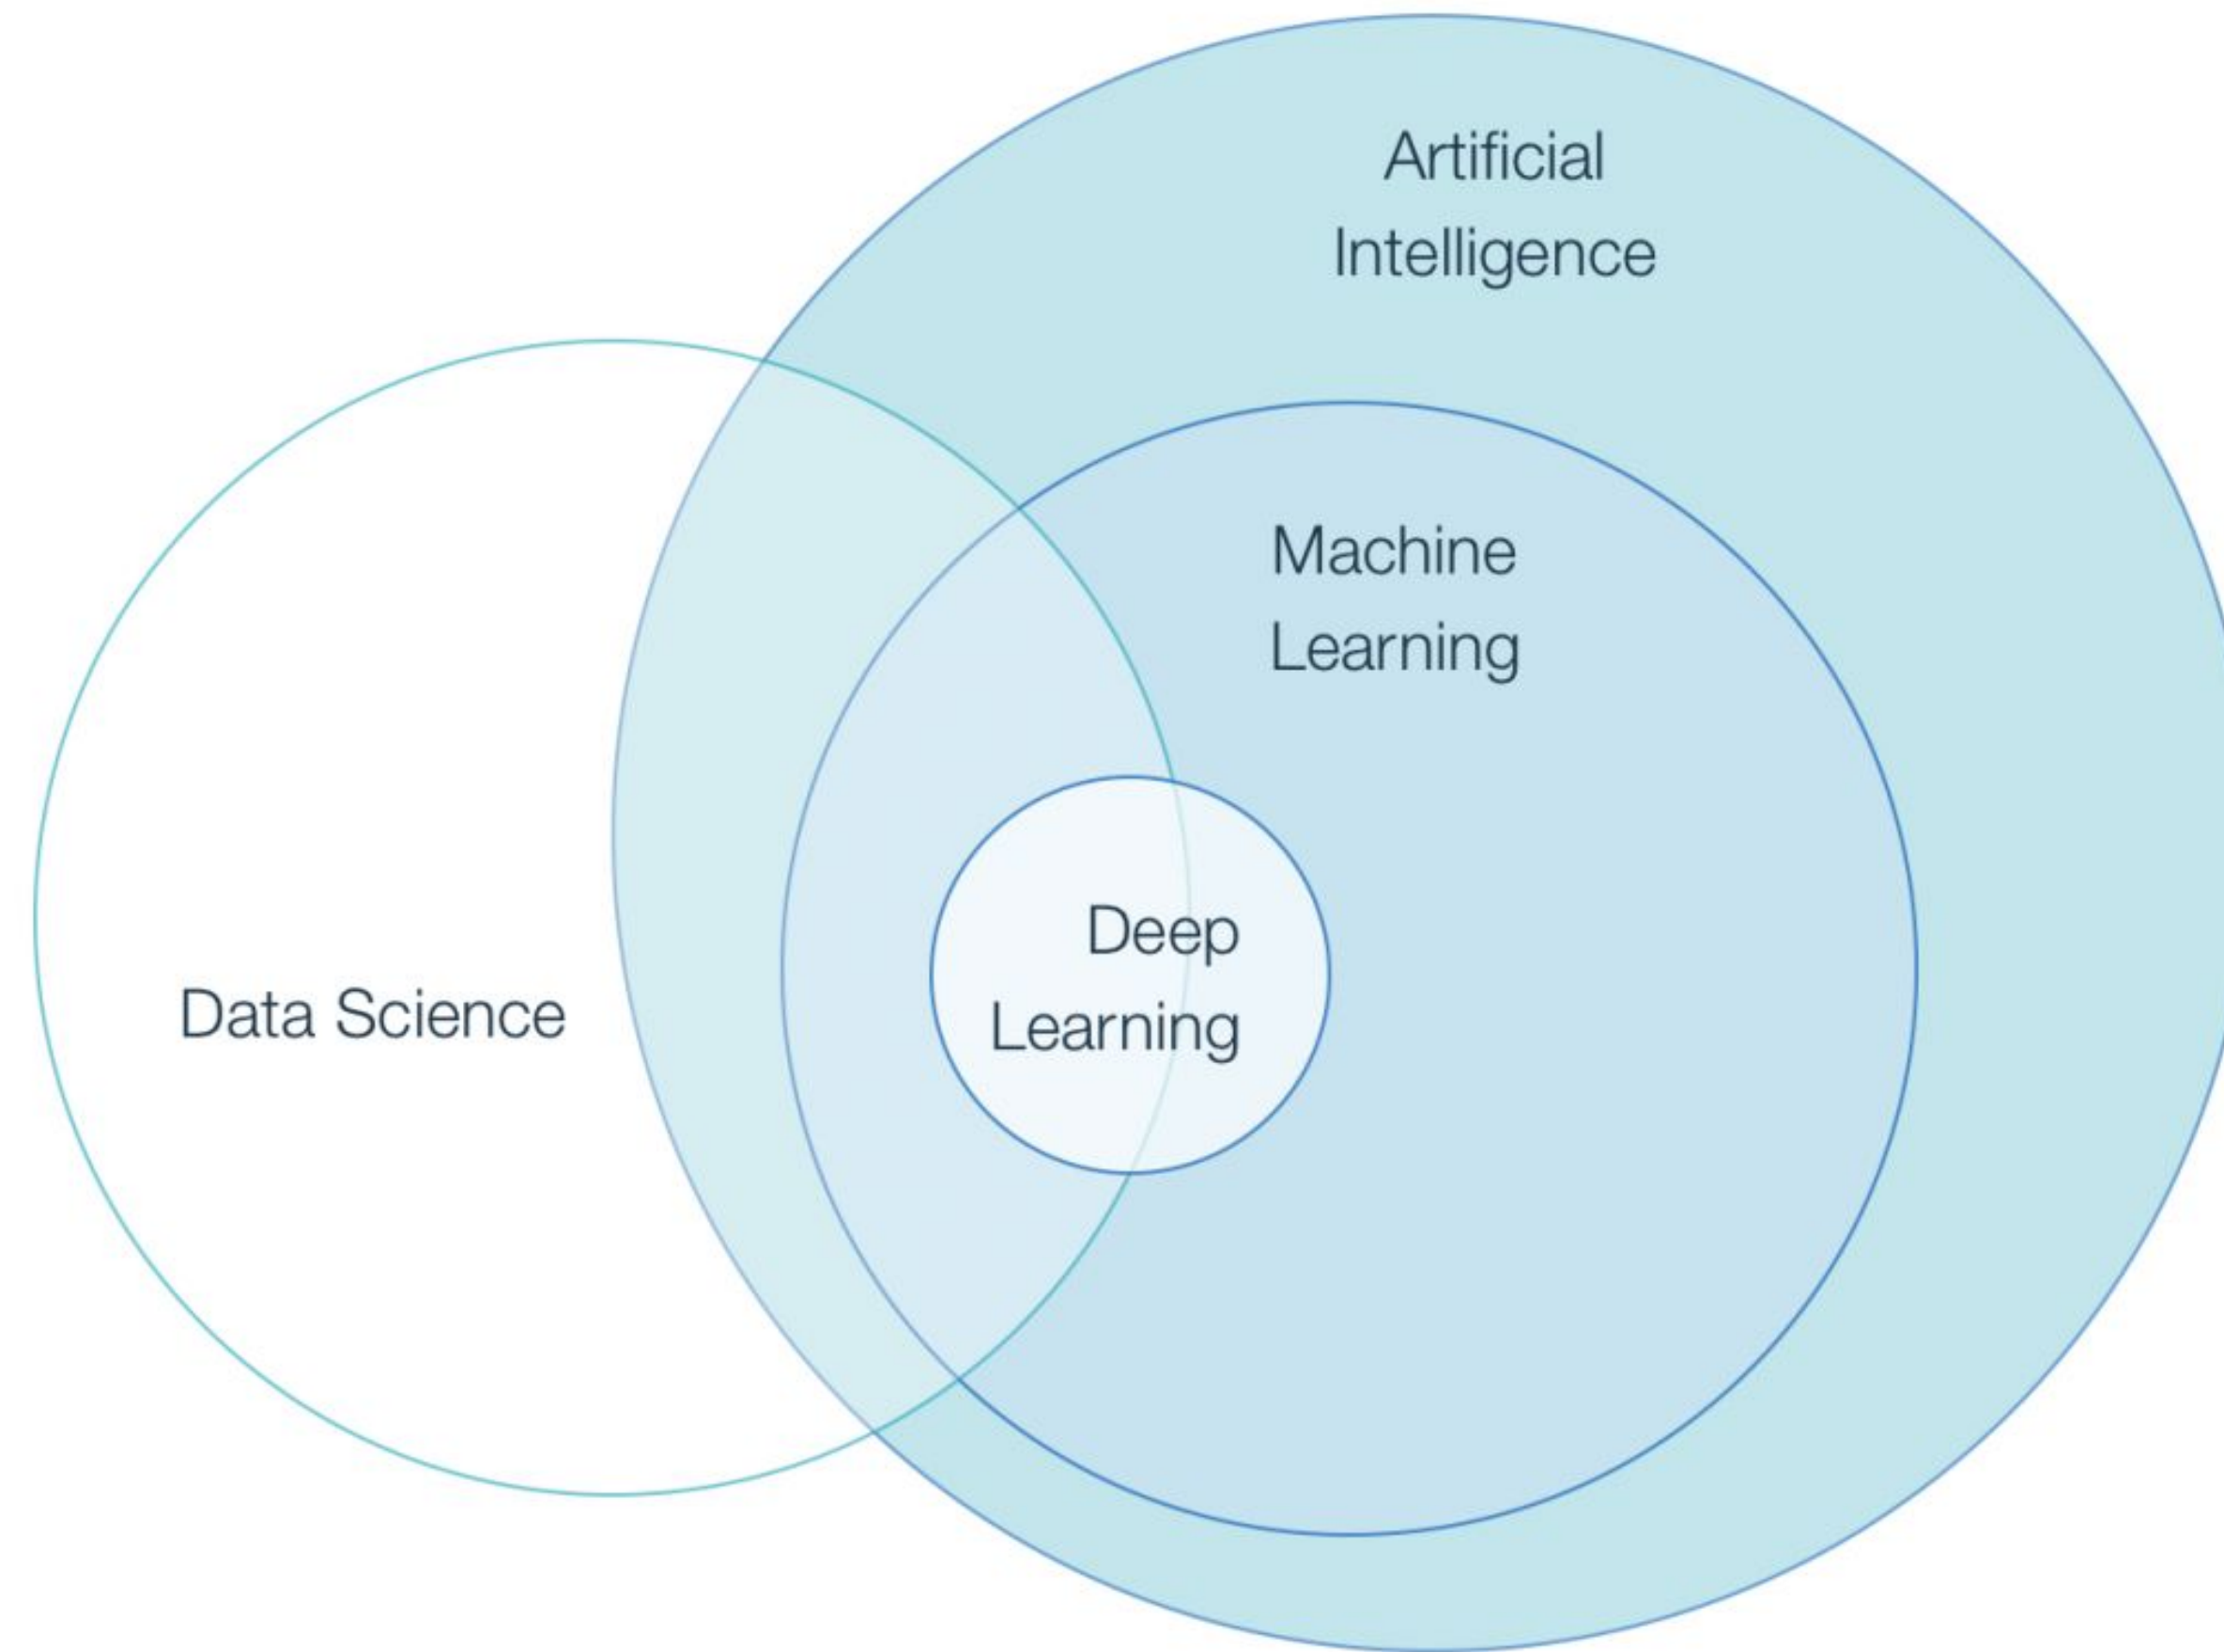 Artificial
Intelligence
Machine
Learning
Deep
Learning
Data Science